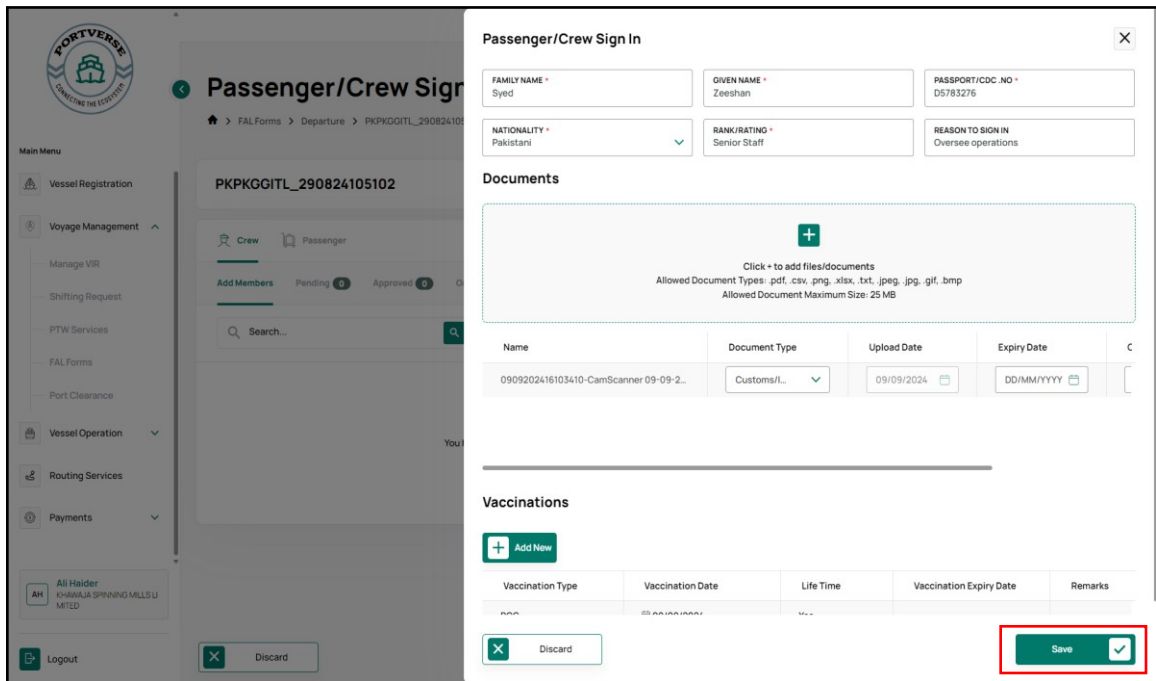 PORTVERSE
CONNECTING THE ECOSYSTEM
Main Menu
Vessel Registration
Voyage Management
Manage VIR
Shifting Request
PTW Services
FAL Forms
Port Clearance
Vessel Operation
Routing Services
Payments
AH
Ali Haider
KHAWAJA SPINNING MILLS LI
MITED
Logout
Passenger/Crew Sign
> FAL Forms > Departure >
PKPKGGITL_290824105102
Crew
Passenger
Add Members
Pending 0
Approved 0
Search...
Discard
Passenger/Crew Sign In
FAMILY NAME *
Syed
GIVEN NAME *
Zeeshan
PASSPORT/CDC .NO *
D5783276
NATIONALITY *
Pakistani
RANK/RATING *
Senior Staff
REASON TO SIGN IN
Oversee operations
Documents
Click + to add files/documents
Allowed Document Types: .pdf, .csv, .png, .xlsx, .txt, .jpeg, .jpg, .gif, .bmp
Allowed Document Maximum Size: 25 MB
Name
Document Type
Upload Date
Expiry Date
0909202416103410-CamScanner 09-09-2...
Customs/I...
09/09/2024
DD/MM/YYYY
Vaccinations
Add New
Vaccination Type
Vaccination Date
Life Time
Vaccination Expiry Date
Remarks
Discard
Save